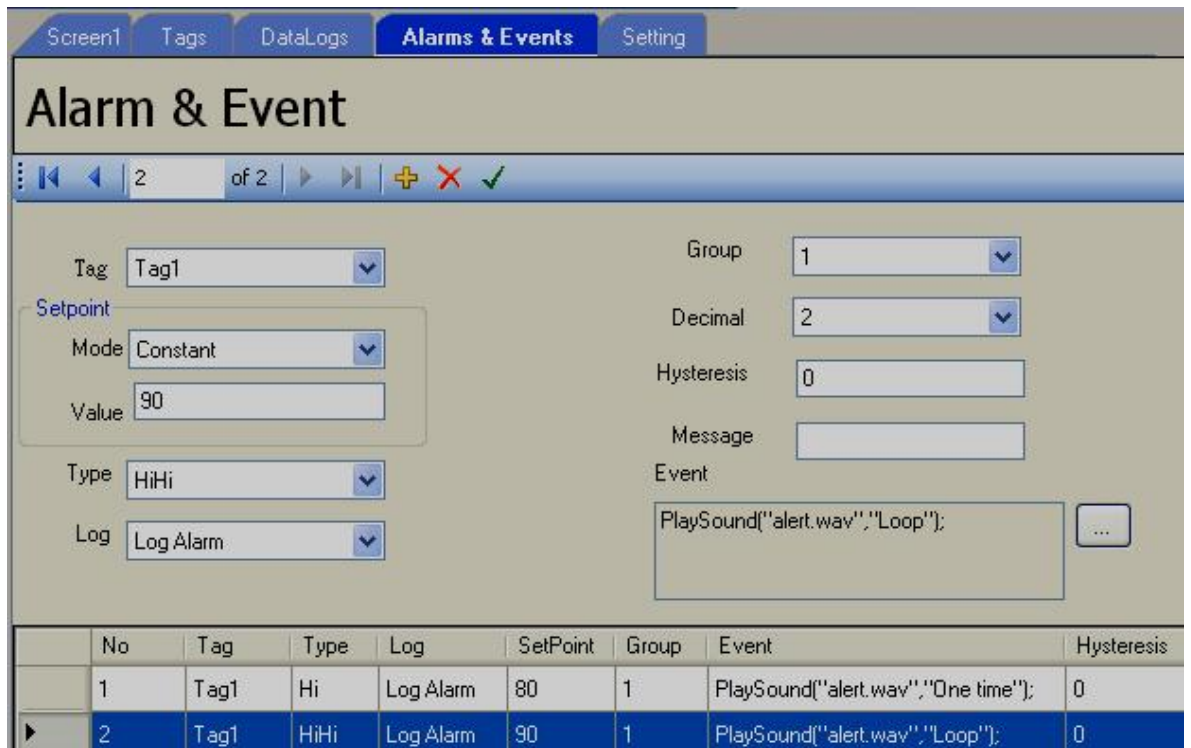 Screen1 Tags DataLogs Alarms & Events Setting
Alarm & Event
2 of 2
Tag Tag1
Group 1
Setpoint
Decimal 2
Mode Constant
Hysteresis 0
Value 90
Message
Type HiHi
Event
PlaySound("alert.wav","Loop"); ...
Log Log Alarm
No Tag Type Log SetPoint Group Event Hysteresis
1 Tag1 Hi Log Alarm 80 1 PlaySound("alert.wav","One time"); 0
2 Tag1 HiHi Log Alarm 90 1 PlaySound("alert.wav","Loop"); 0